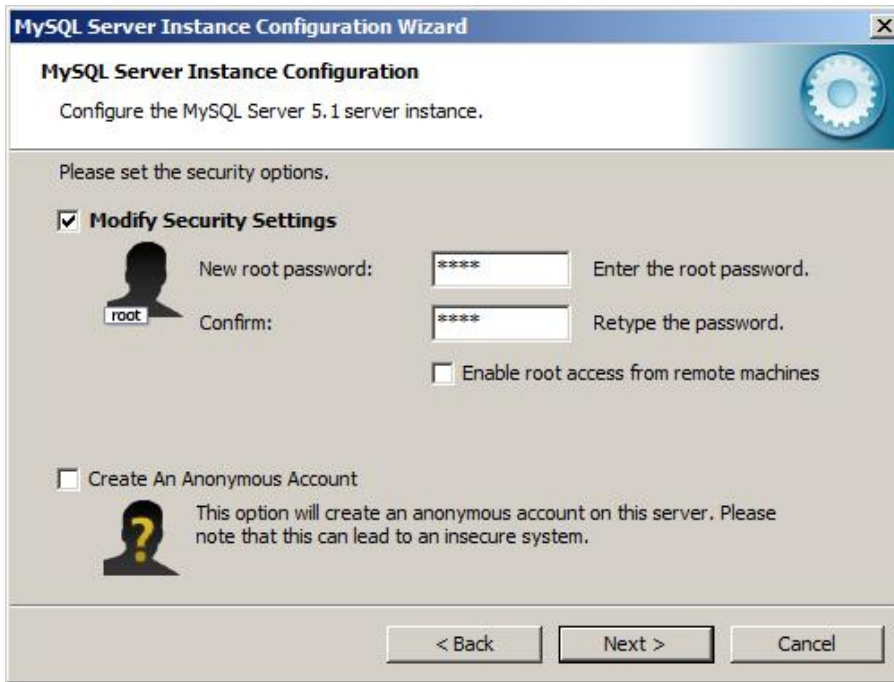 MySQL Server Instance Configuration Wizard
MySQL Server Instance Configuration
Configure the MySQL Server 5.1 server instance.
Please set the security options.
Modify Security Settings
New root password: **** Enter the root password.
root
Confirm: **** Retype the password.
Enable root access from remote machines
Create An Anonymous Account
This option will create an anonymous account on this server. Please
note that this can lead to an insecure system.
?
< Back Next > Cancel